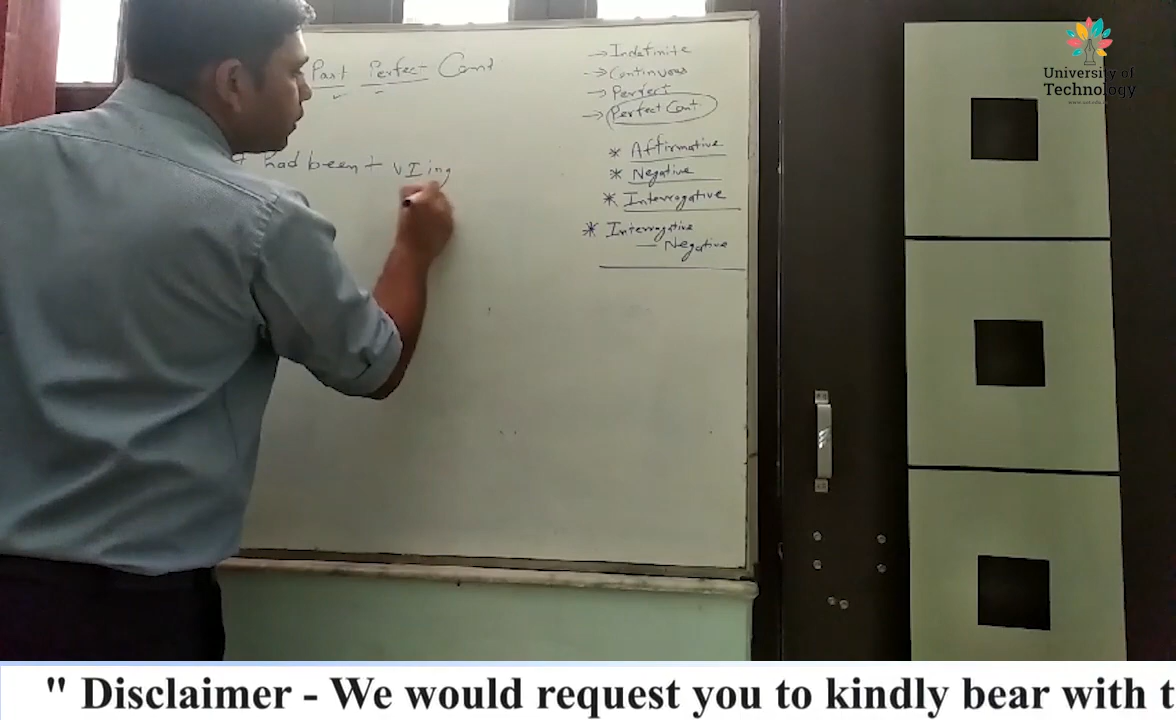 Past Perfect Cont
+ had been + VI ing
→ Indefinite
→ Continuous
→ Perfect
→ Perfect Cont.
* Affirmative
* Negative
* Interrogative
* Interrogative
— Negative
University of
Technology
" Disclaimer - We would request you to kindly bear with t